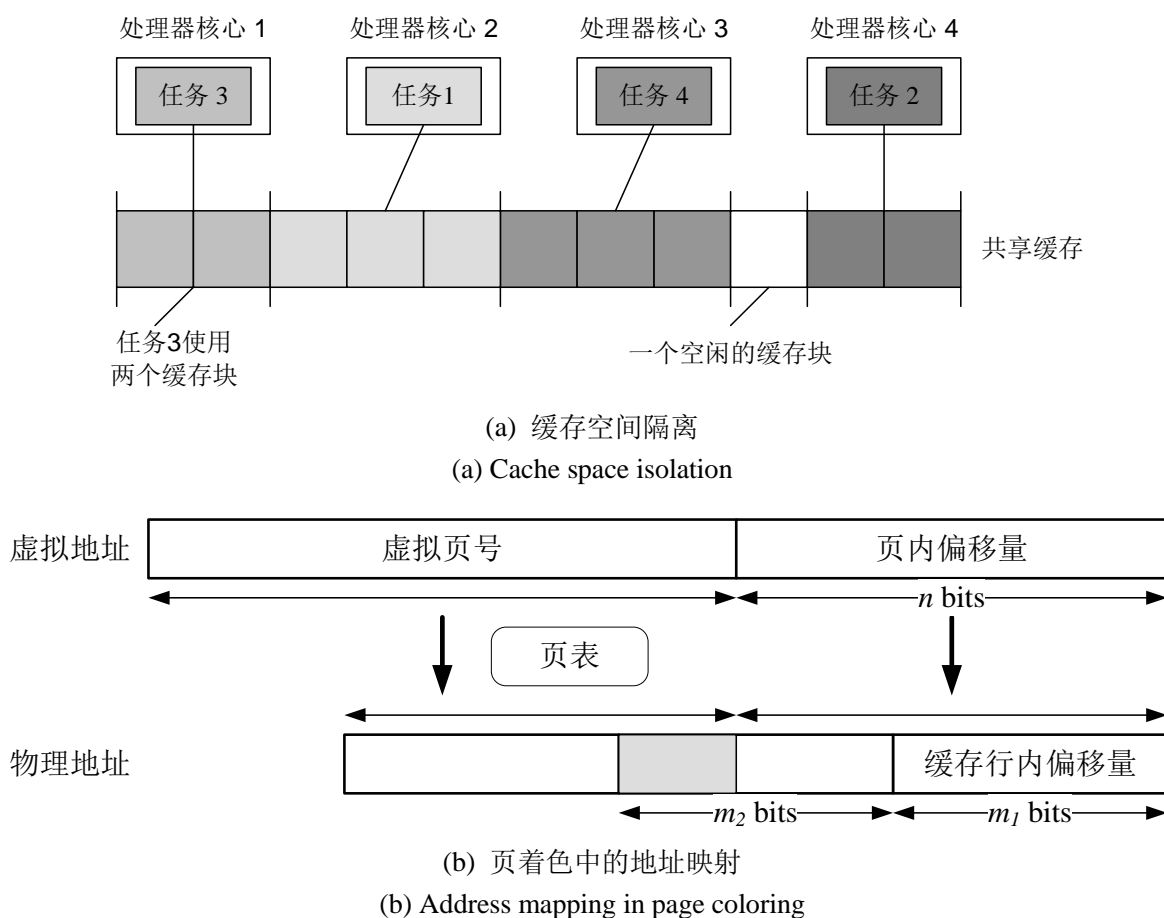 处理器核心 1 处理器核心 2 处理器核心 3 处理器核心 4
任务 3 任务1 任务 4 任务 2
共享缓存
任务3使用
两个缓存块
一个空闲的缓存块
(a) 缓存空间隔离
(a) Cache space isolation
虚拟地址 虚拟页号 页内偏移量
n bits
页表
物理地址 缓存行内偏移量
m₂ bits m₁ bits
(b) 页着色中的地址映射
(b) Address mapping in page coloring